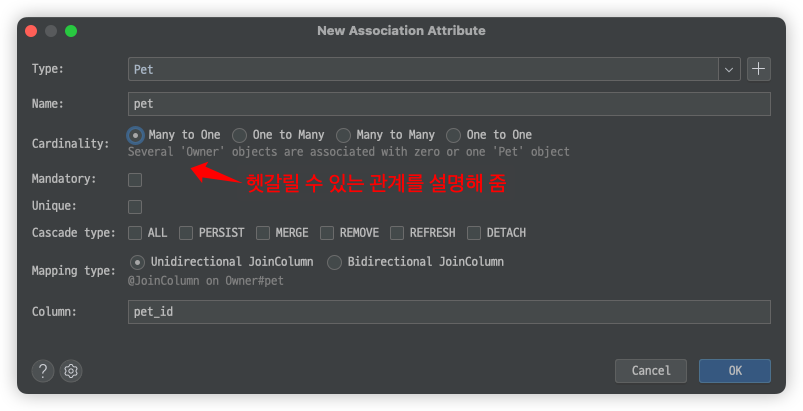 New Association Attribute
Type: Pet
Name: pet
Cardinality: Many to One One to Many Many to Many One to One
Several 'Owner' objects are associated with zero or one 'Pet' object
헷갈릴 수 있는 관계를 설명해 줌
Mandatory:
Unique:
Cascade type: ALL PERSIST MERGE REMOVE REFRESH DETACH
Mapping type: Unidirectional JoinColumn Bidirectional JoinColumn
@JoinColumn on Owner#pet
Column: pet_id
? Cancel OK